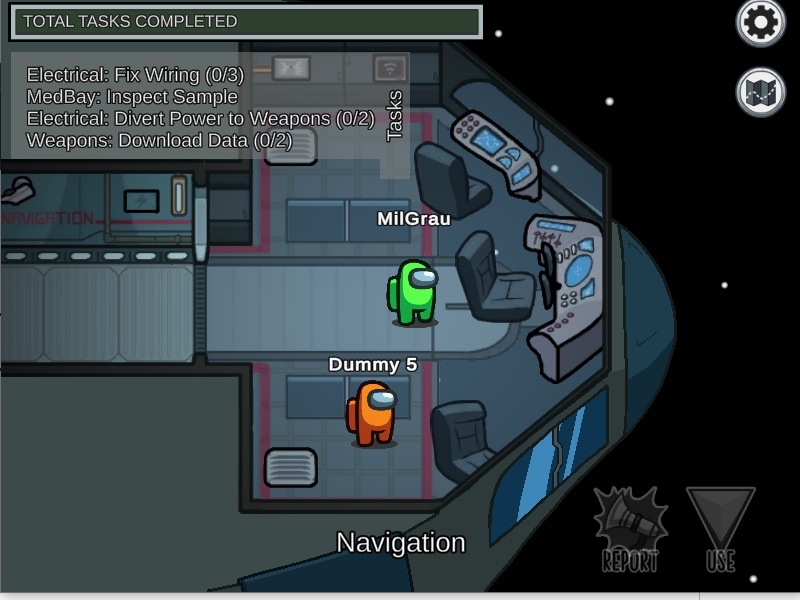 TOTAL TASKS COMPLETED
Electrical: Fix Wiring (0/3)
MedBay: Inspect Sample
Electrical: Divert Power to Weapons (0/2)
Weapons: Download Data (0/2)
Tasks
NAVIGATION
MilGrau
Dummy 5
Navigation
REPORT
USE